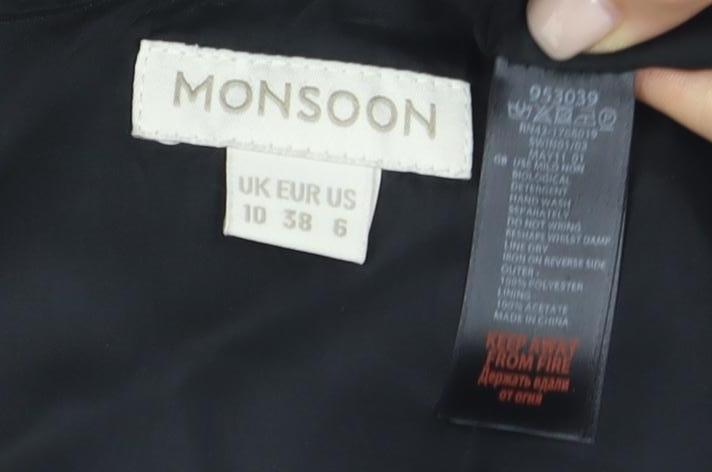 MONSOON
UK EUR US
10 38 6
953039
GB USE COLD NON
BIOLOGICAL
DETERGENT
HAND WASH
SEPARATELY
DO NOT WRING
RESHAPE WHILST DAMP
LINE DRY
IRON ON REVERSE SIDE
OUTER
100% POLYESTER
LINING
100% ACETATE
MADE IN CHINA
KEEP AWAY
FROM FIRE
Держать вдали
от огня